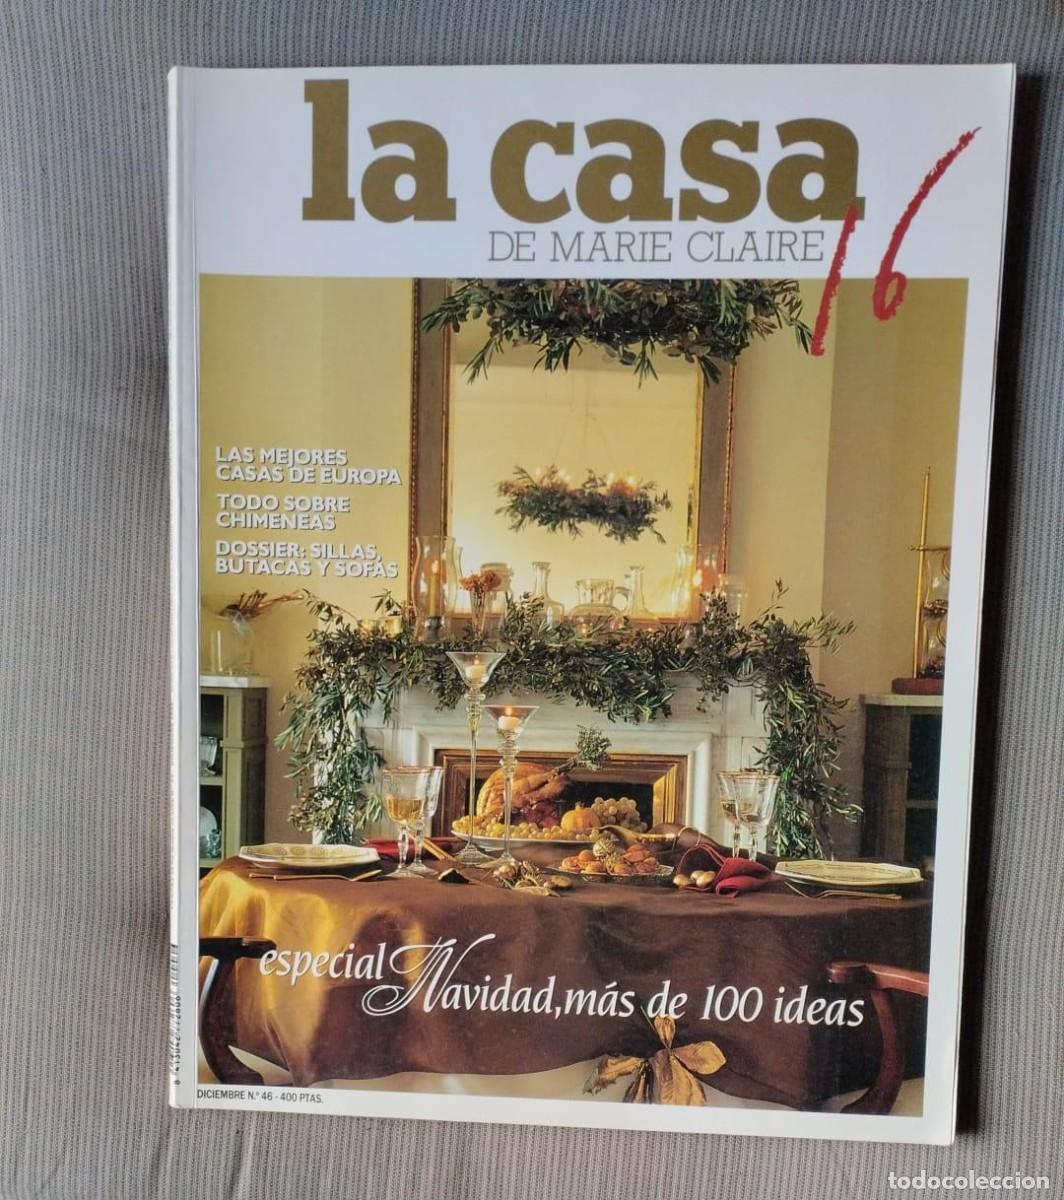 la casa
DE MARIE CLAIRE
16
LAS MEJORES
CASAS DE EUROPA
TODO SOBRE
CHIMENEAS
DOSSIER: SILLAS,
BUTACAS Y SOFÁS
especial Navidad, más de 100 ideas
DICIEMBRE N.º 46 - 400 PTAS.
todocoleccion